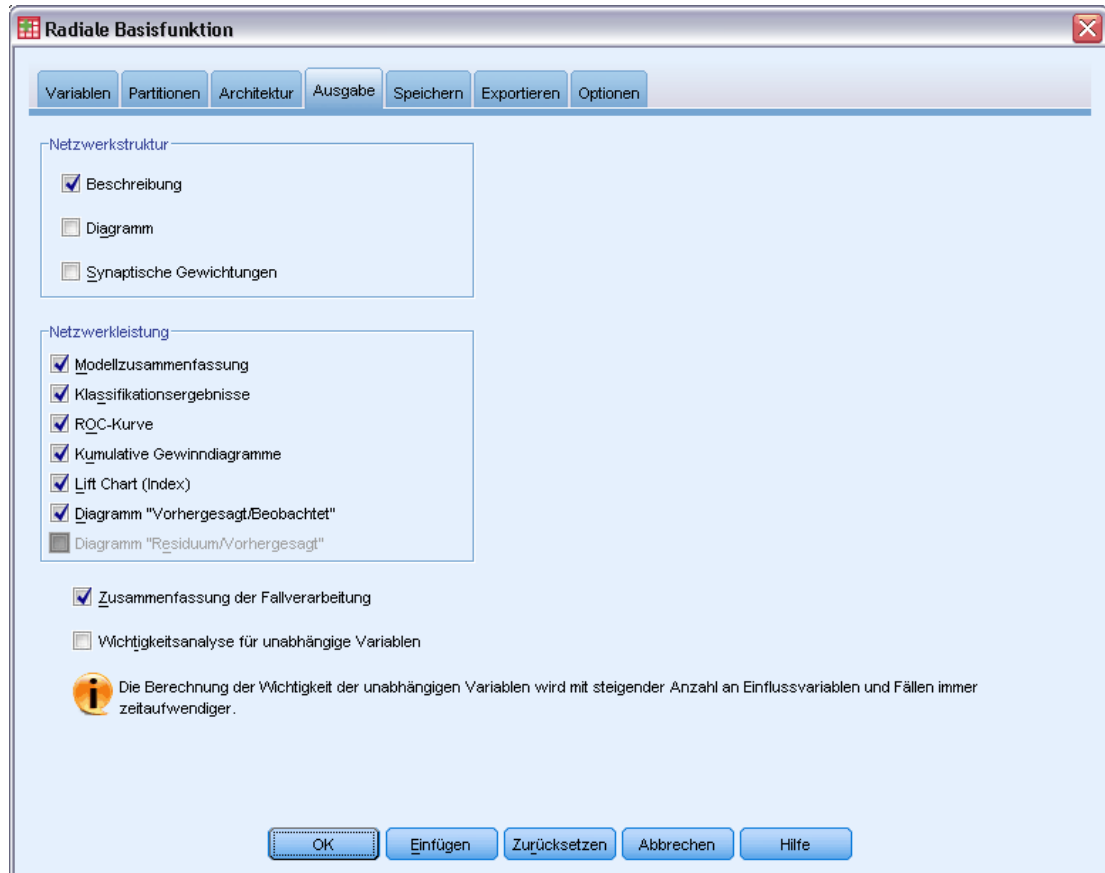 Radiale Basisfunktion
Variablen Partitionen Architektur Ausgabe Speichern Exportieren Optionen
Netzwerkstruktur
Beschreibung
Diagramm
Synaptische Gewichtungen
Netzwerkleistung
Modellzusammenfassung
Klassifikationsergebnisse
ROC-Kurve
Kumulative Gewinndiagramme
Lift Chart (Index)
Diagramm "Vorhergesagt/Beobachtet"
Diagramm "Residuum/Vorhergesagt"
Zusammenfassung der Fallverarbeitung
Wichtigkeitsanalyse für unabhängige Variablen
Die Berechnung der Wichtigkeit der unabhängigen Variablen wird mit steigender Anzahl an Einflussvariablen und Fällen immer
zeitaufwendiger.
OK Einfügen Zurücksetzen Abbrechen Hilfe